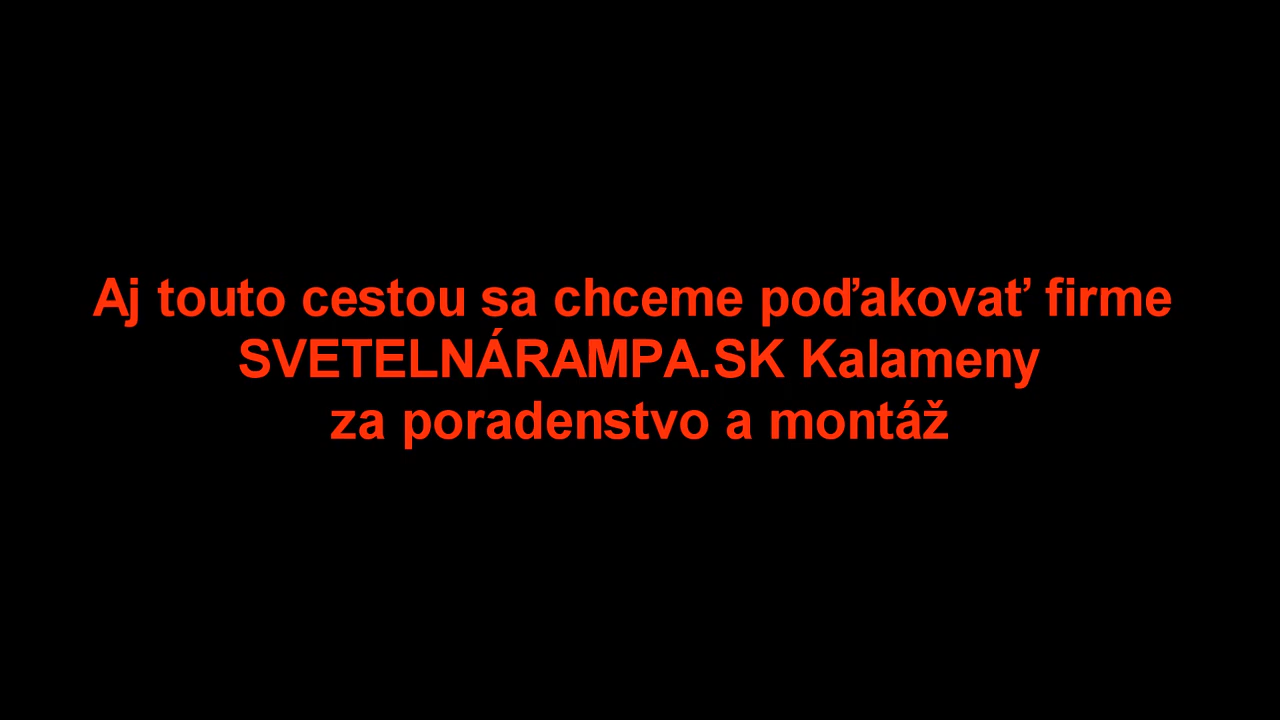 Aj touto cestou sa chceme poďakovať firme
SVETELNÁRAMPA.SK Kalameny
za poradenstvo a montáž